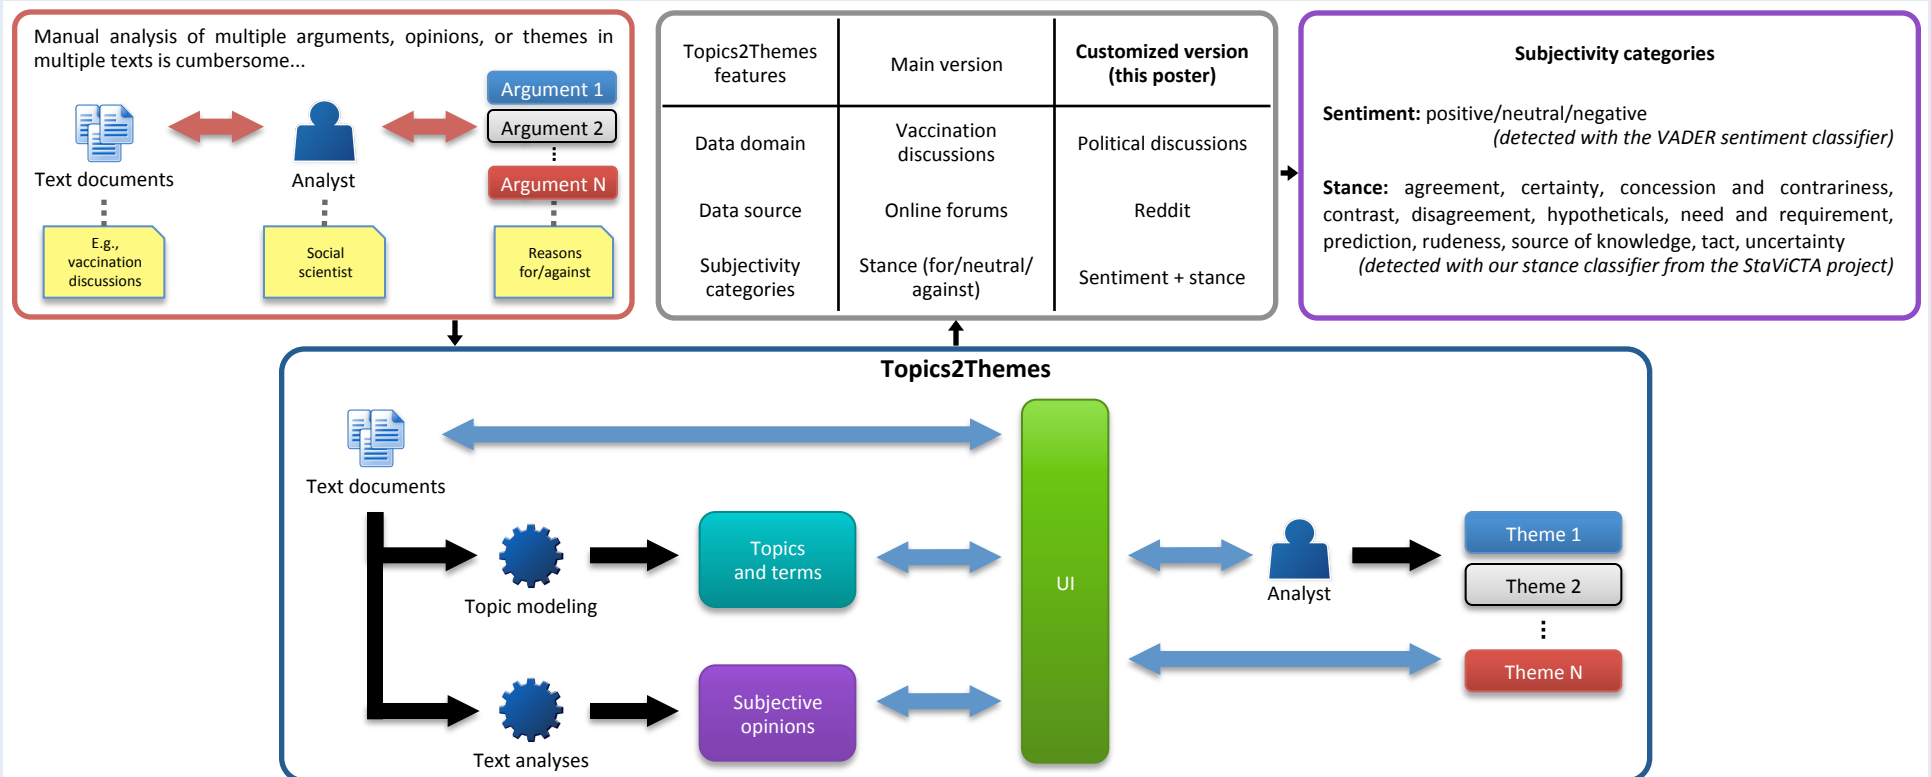 Manual analysis of multiple arguments, opinions, or themes in
multiple texts is cumbersome...
Argument 1
Argument 2
Argument N
Text documents
Analyst
E.g.,
vaccination
discussions
Social
scientist
Reasons
for/against
Topics2Themes
features
Main version
Customized version
(this poster)
Data domain
Vaccination
discussions
Political discussions
Data source
Online forums
Reddit
Subjectivity
categories
Stance (for/neutral/
against)
Sentiment + stance
Subjectivity categories
Sentiment: positive/neutral/negative
(detected with the VADER sentiment classifier)
Stance: agreement, certainty, concession and contrariness,
contrast, disagreement, hypotheticals, need and requirement,
prediction, rudeness, source of knowledge, tact, uncertainty
(detected with our stance classifier from the StaViCTA project)
Topics2Themes
Text documents
Topic modeling
Topics
and terms
Text analyses
Subjective
opinions
UI
Analyst
Theme 1
Theme 2
Theme N